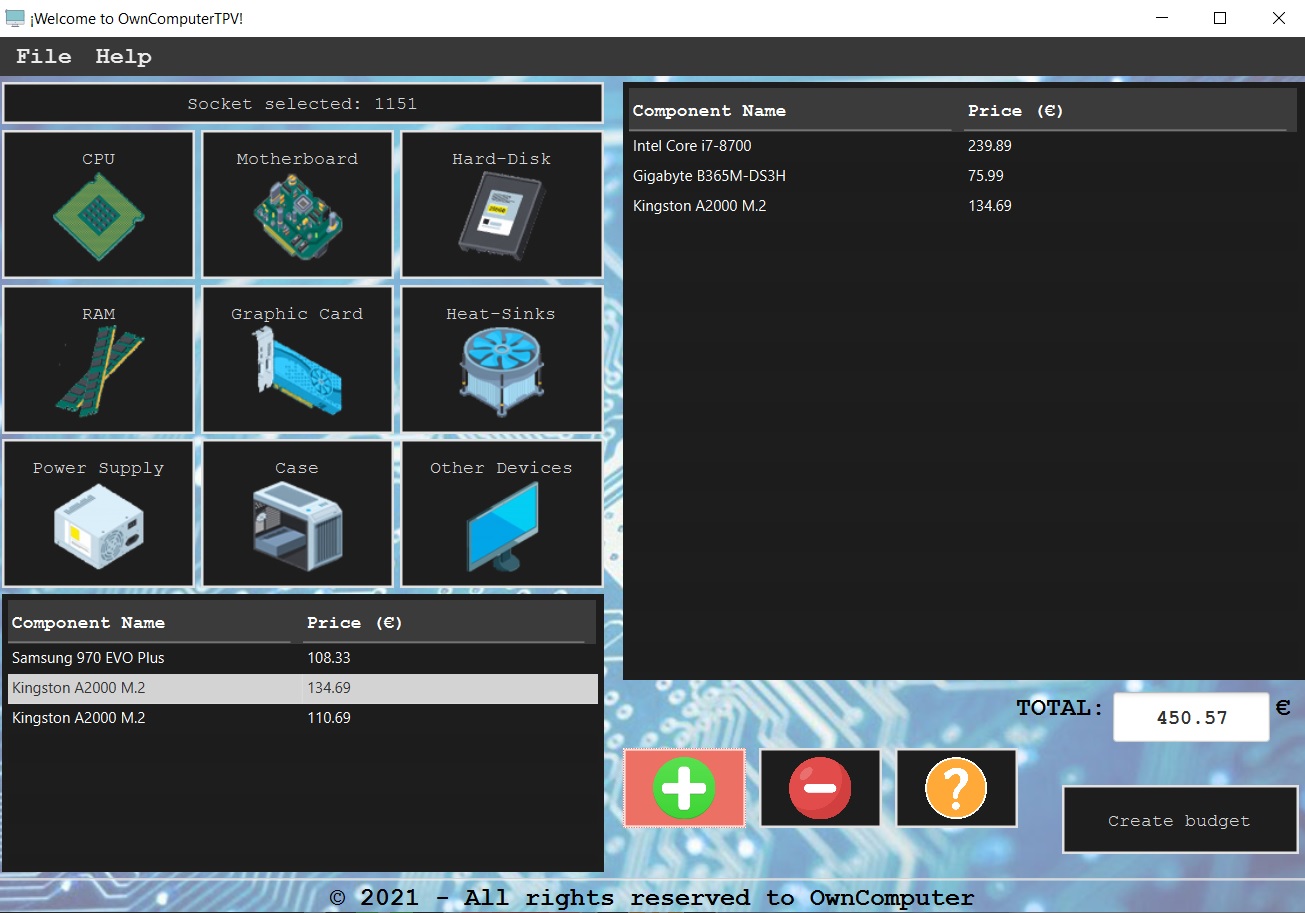 ¡Welcome to OwnComputerTPV!
File Help
Socket selected: 1151
CPU Motherboard Hard-Disk
RAM Graphic Card Heat-Sinks
Power Supply Case Other Devices
Component Name Price (€)
Samsung 970 EVO Plus 108.33
Kingston A2000 M.2 134.69
Kingston A2000 M.2 110.69
Component Name Price (€)
Intel Core i7-8700 239.89
Gigabyte B365M-DS3H 75.99
Kingston A2000 M.2 134.69
TOTAL: 450.57 €
?
Create budget
© 2021 - All rights reserved to OwnComputer